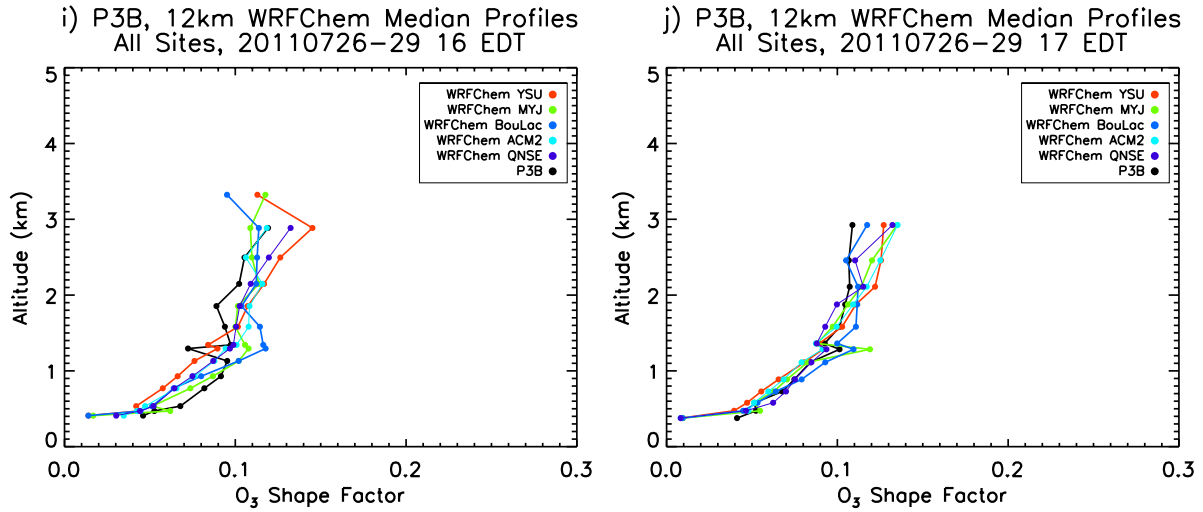 i) P3B, 12km WRFChem Median Profiles
All Sites, 20110726-29 16 EDT
5
4
3
2
1
0
Altitude (km)
WRFChem YSU
WRFChem MYJ
WRFChem BouLac
WRFChem ACM2
WRFChem QNSE
P3B
0.0 0.1 0.2 0.3
O3 Shape Factor
j) P3B, 12km WRFChem Median Profiles
All Sites, 20110726-29 17 EDT
5
4
3
2
1
0
Altitude (km)
WRFChem YSU
WRFChem MYJ
WRFChem BouLac
WRFChem ACM2
WRFChem QNSE
P3B
0.0 0.1 0.2 0.3
O3 Shape Factor